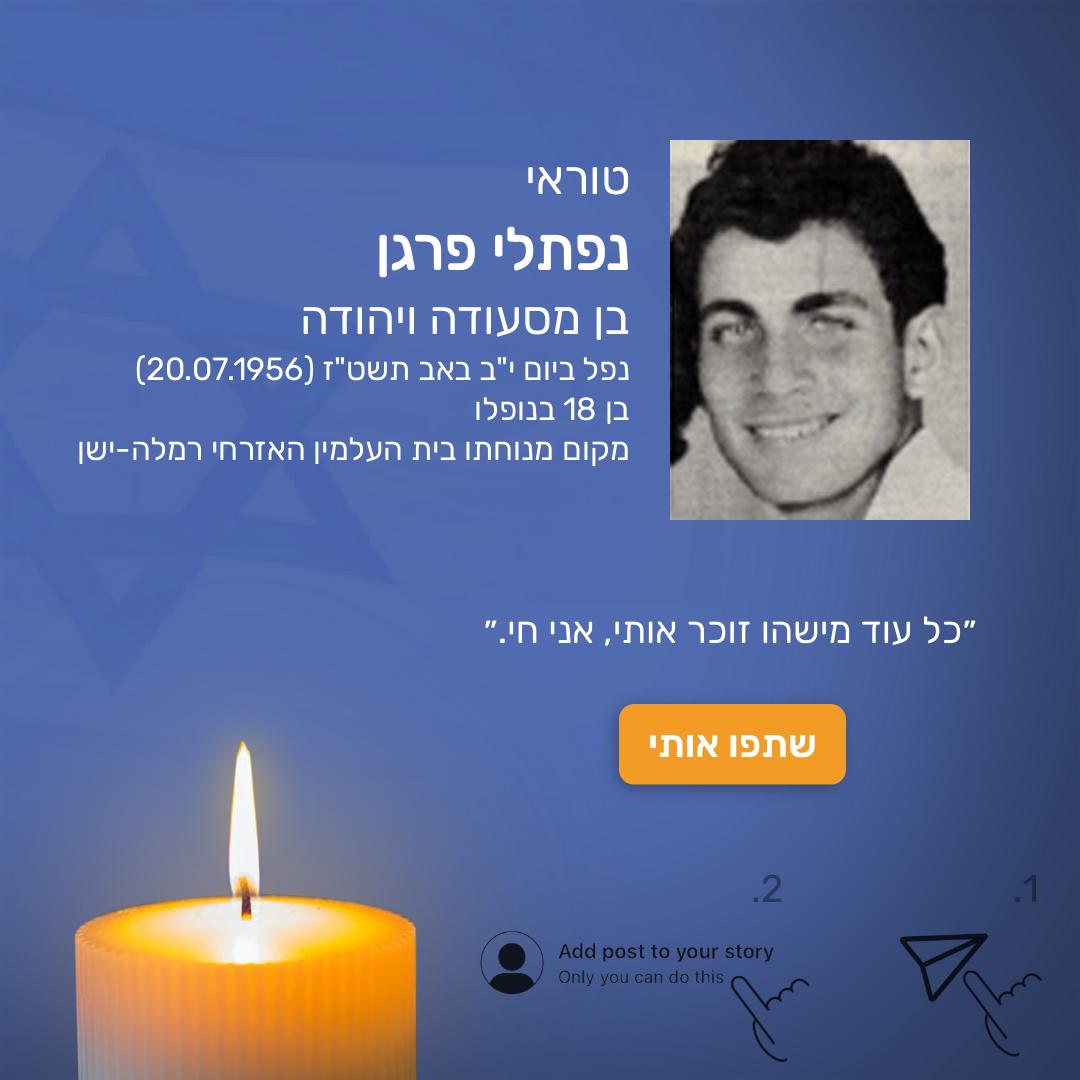 טוראי
נפתלי פרגן
בן מסעודה ויהודה
נפל ביום י"ב באב תשט"ז (20.07.1956)
בן 18 בנופלו
מקום מנוחתו בית העלמין האזרחי רמלה-ישן
״כל עוד מישהו זוכר אותי, אני חי.״
שתפו אותי
1.
2.
Add post to your story
Only you can do this